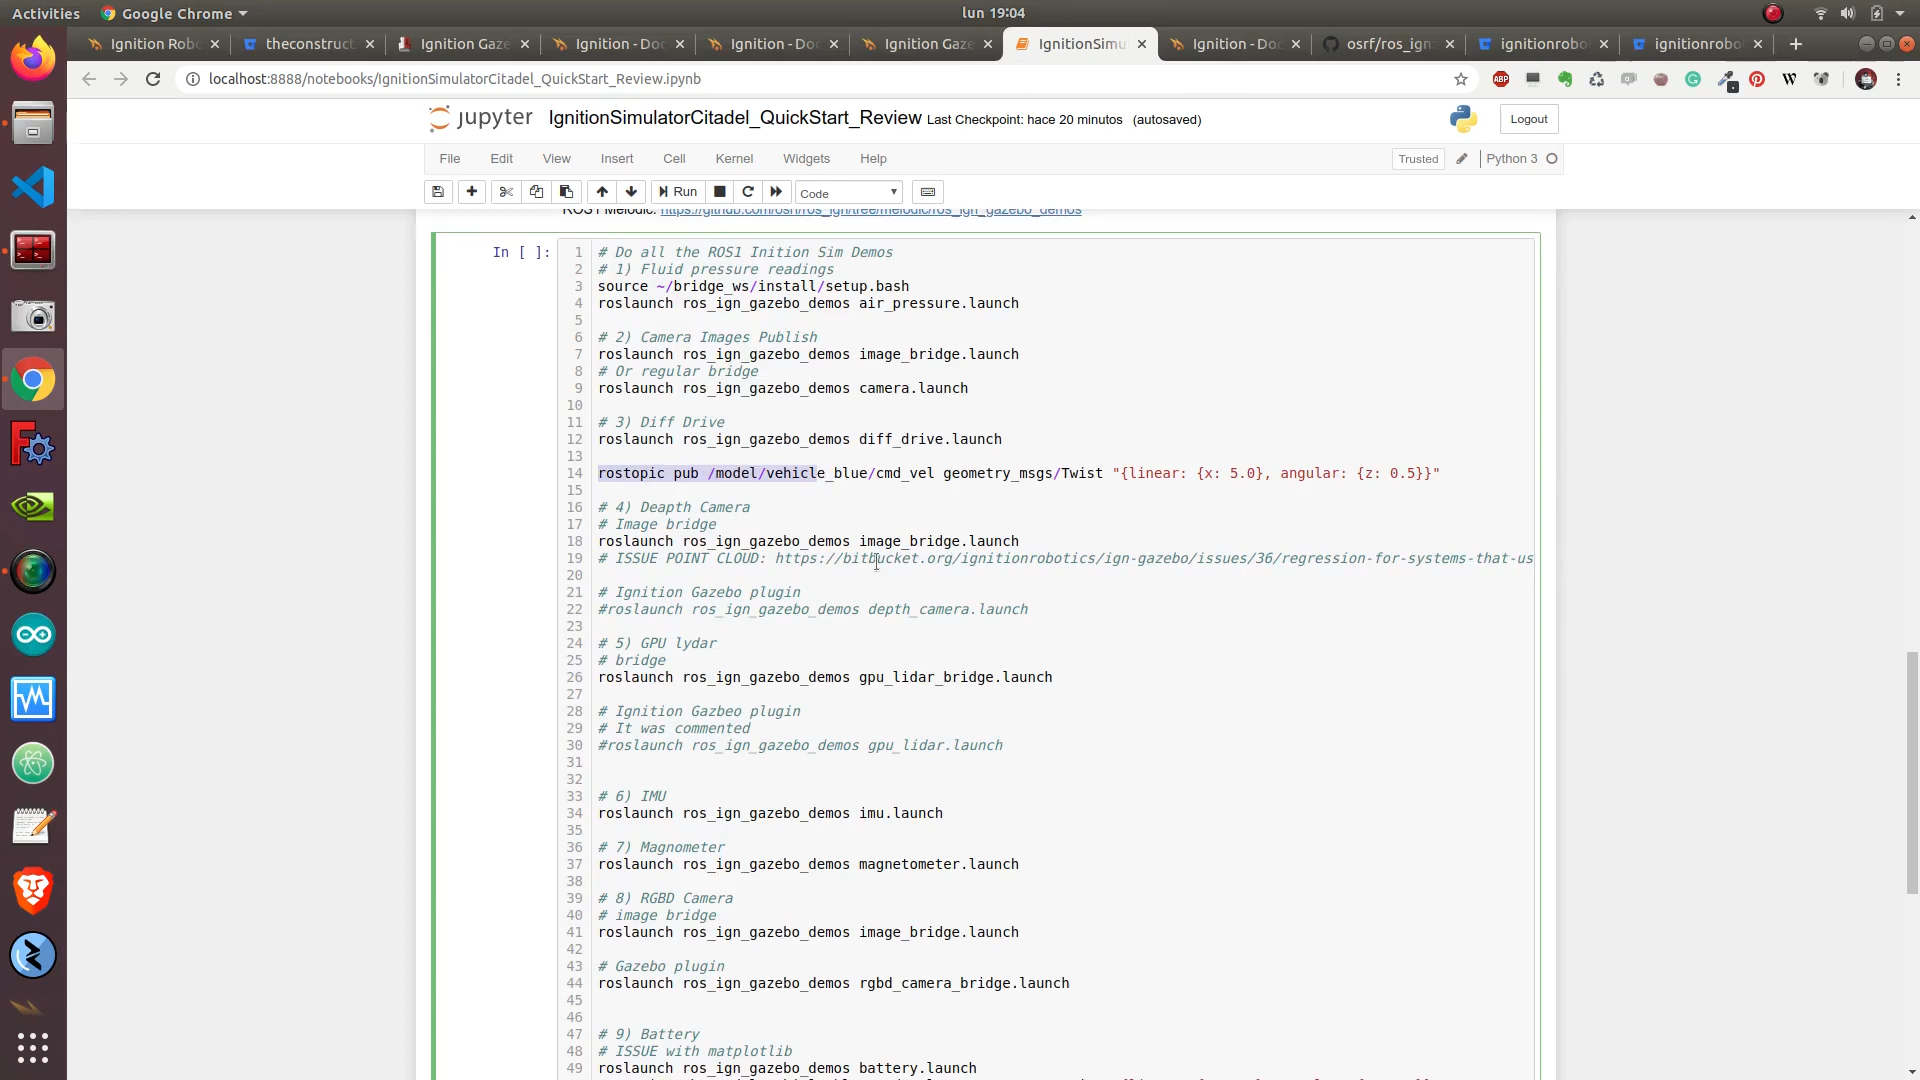 Activities
Google Chrome
lun 19:04
Ignition Robo
theconstruct
Ignition Gaze
Ignition - Doc
Ignition - Doc
Ignition Gaze
IgnitionSimu
Ignition - Doc
osrf/ros_ign
ignitionrobo
ignitionrobo
localhost:8888/notebooks/IgnitionSimulatorCitadel_QuickStart_Review.ipynb
ABP
jupyter IgnitionSimulatorCitadel_QuickStart_Review Last Checkpoint: hace 20 minutos (autosaved)
Logout
File Edit View Insert Cell Kernel Widgets Help
Trusted
Python 3
Run
Code
ROS1 Melodic: https://github.com/osrf/ros_ign/tree/melodic/ros_ign_gazebo_demos
In [ ]:
1 # Do all the ROS1 Inition Sim Demos
2 # 1) Fluid pressure readings
3 source ~/bridge_ws/install/setup.bash
4 roslaunch ros_ign_gazebo_demos air_pressure.launch
5
6 # 2) Camera Images Publish
7 roslaunch ros_ign_gazebo_demos image_bridge.launch
8 # Or regular bridge
9 roslaunch ros_ign_gazebo_demos camera.launch
10
11 # 3) Diff Drive
12 roslaunch ros_ign_gazebo_demos diff_drive.launch
13
14 rostopic pub /model/vehicle_blue/cmd_vel geometry_msgs/Twist "{linear: {x: 5.0}, angular: {z: 0.5}}"
15
16 # 4) Deapth Camera
17 # Image bridge
18 roslaunch ros_ign_gazebo_demos image_bridge.launch
19 # ISSUE POINT CLOUD: https://bitbucket.org/ignitionrobotics/ign-gazebo/issues/36/regression-for-systems-that-us
20
21 # Ignition Gazebo plugin
22 #roslaunch ros_ign_gazebo_demos depth_camera.launch
23
24 # 5) GPU lydar
25 # bridge
26 roslaunch ros_ign_gazebo_demos gpu_lidar_bridge.launch
27
28 # Ignition Gazbeo plugin
29 # It was commented
30 #roslaunch ros_ign_gazebo_demos gpu_lidar.launch
31
32
33 # 6) IMU
34 roslaunch ros_ign_gazebo_demos imu.launch
35
36 # 7) Magnometer
37 roslaunch ros_ign_gazebo_demos magnetometer.launch
38
39 # 8) RGBD Camera
40 # image bridge
41 roslaunch ros_ign_gazebo_demos image_bridge.launch
42
43 # Gazebo plugin
44 roslaunch ros_ign_gazebo_demos rgbd_camera_bridge.launch
45
46
47 # 9) Battery
48 # ISSUE with matplotlib
49 roslaunch ros_ign_gazebo_demos battery.launch